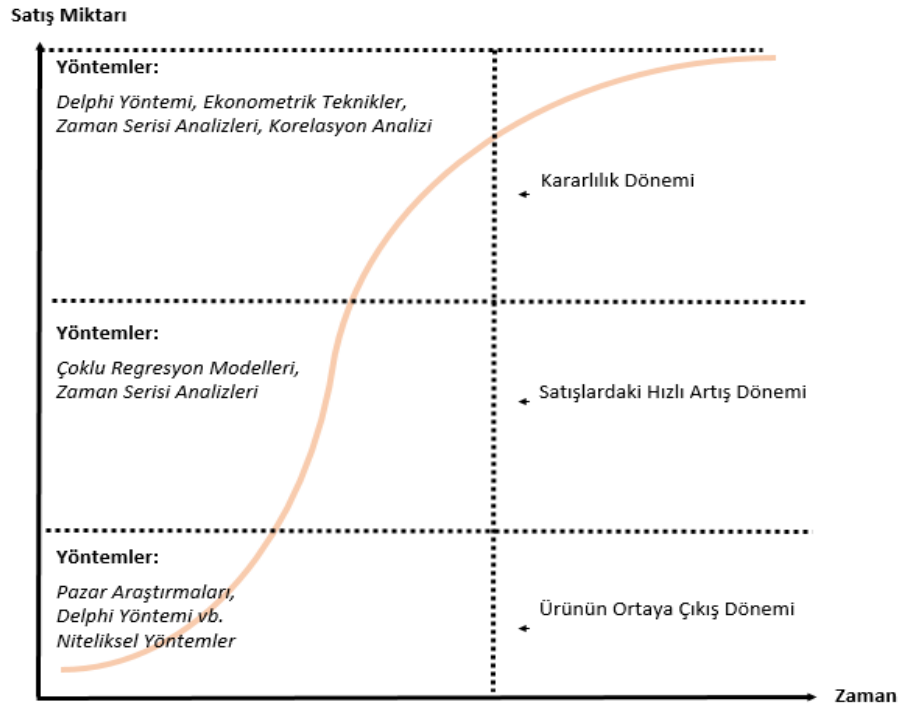 Satış Miktarı
Yöntemler:
Delphi Yöntemi, Ekonometrik Teknikler,
Zaman Serisi Analizleri, Korelasyon Analizi
Kararlılık Dönemi
Yöntemler:
Çoklu Regresyon Modelleri,
Zaman Serisi Analizleri
Satışlardaki Hızlı Artış Dönemi
Yöntemler:
Pazar Araştırmaları,
Delphi Yöntemi vb.
Niteliksel Yöntemler
Ürünün Ortaya Çıkış Dönemi
Zaman